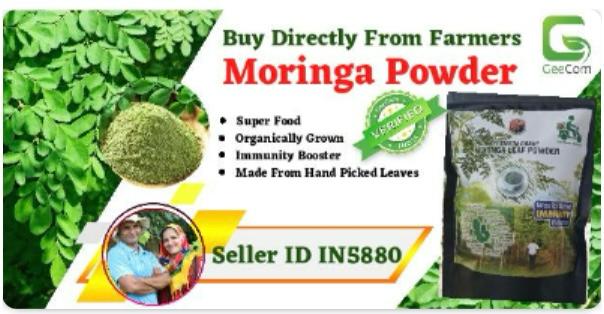 Buy Directly From Farmers
GeeCom
Moringa Powder
Super Food
Organically Grown
Immunity Booster
Made From Hand Picked Leaves
VERIFIED
MORINGA LEAF POWDER
IMMUNITY
Seller ID IN5880